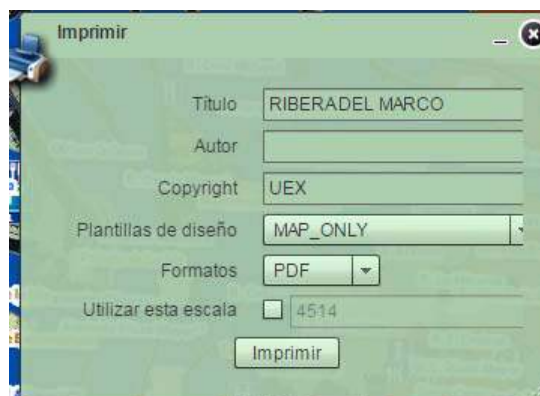 Imprimir
Título RIBERADEL MARCO
Autor
Copyright UEX
Plantillas de diseño MAP_ONLY
Formatos PDF
Utilizar esta escala 4514
Imprimir